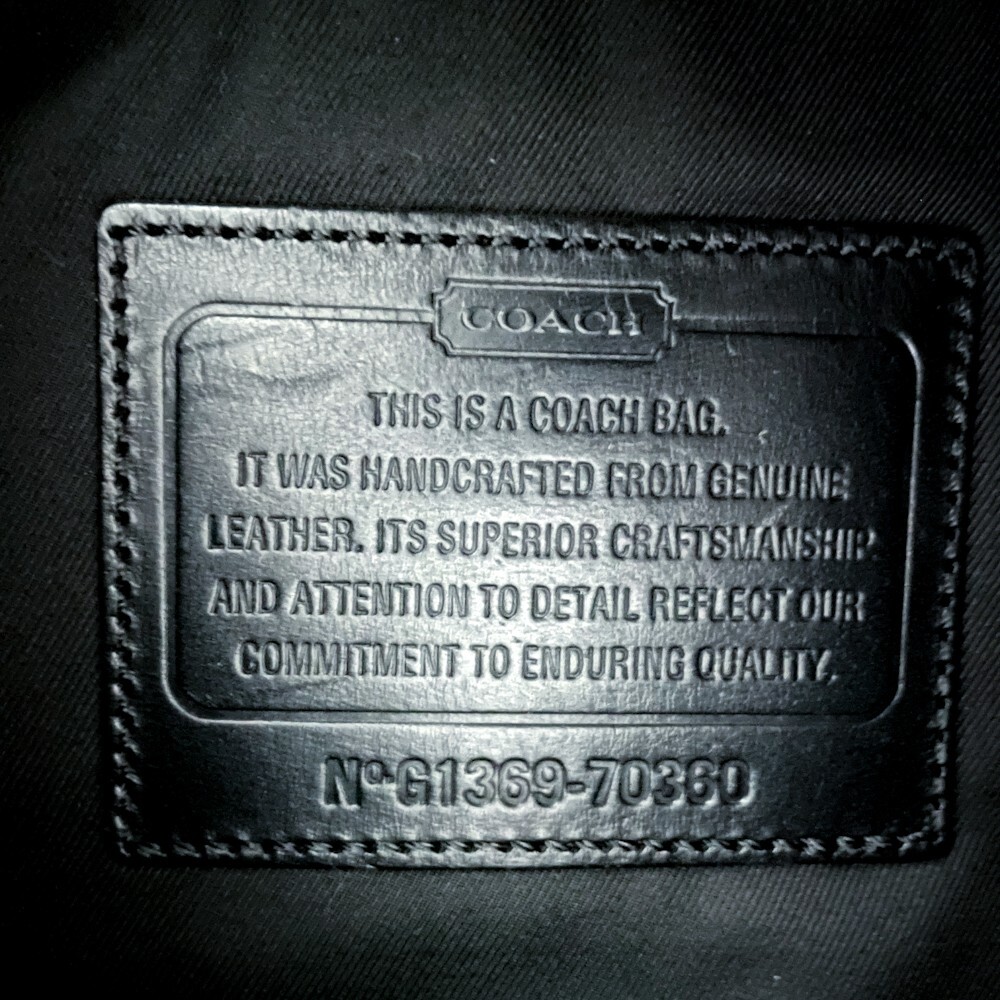 COACH
THIS IS A COACH BAG.
IT WAS HANDCRAFTED FROM GENUINE
LEATHER. ITS SUPERIOR CRAFTSMANSHIP
AND ATTENTION TO DETAIL REFLECT OUR
COMMITMENT TO ENDURING QUALITY.
Nº G1369-70360